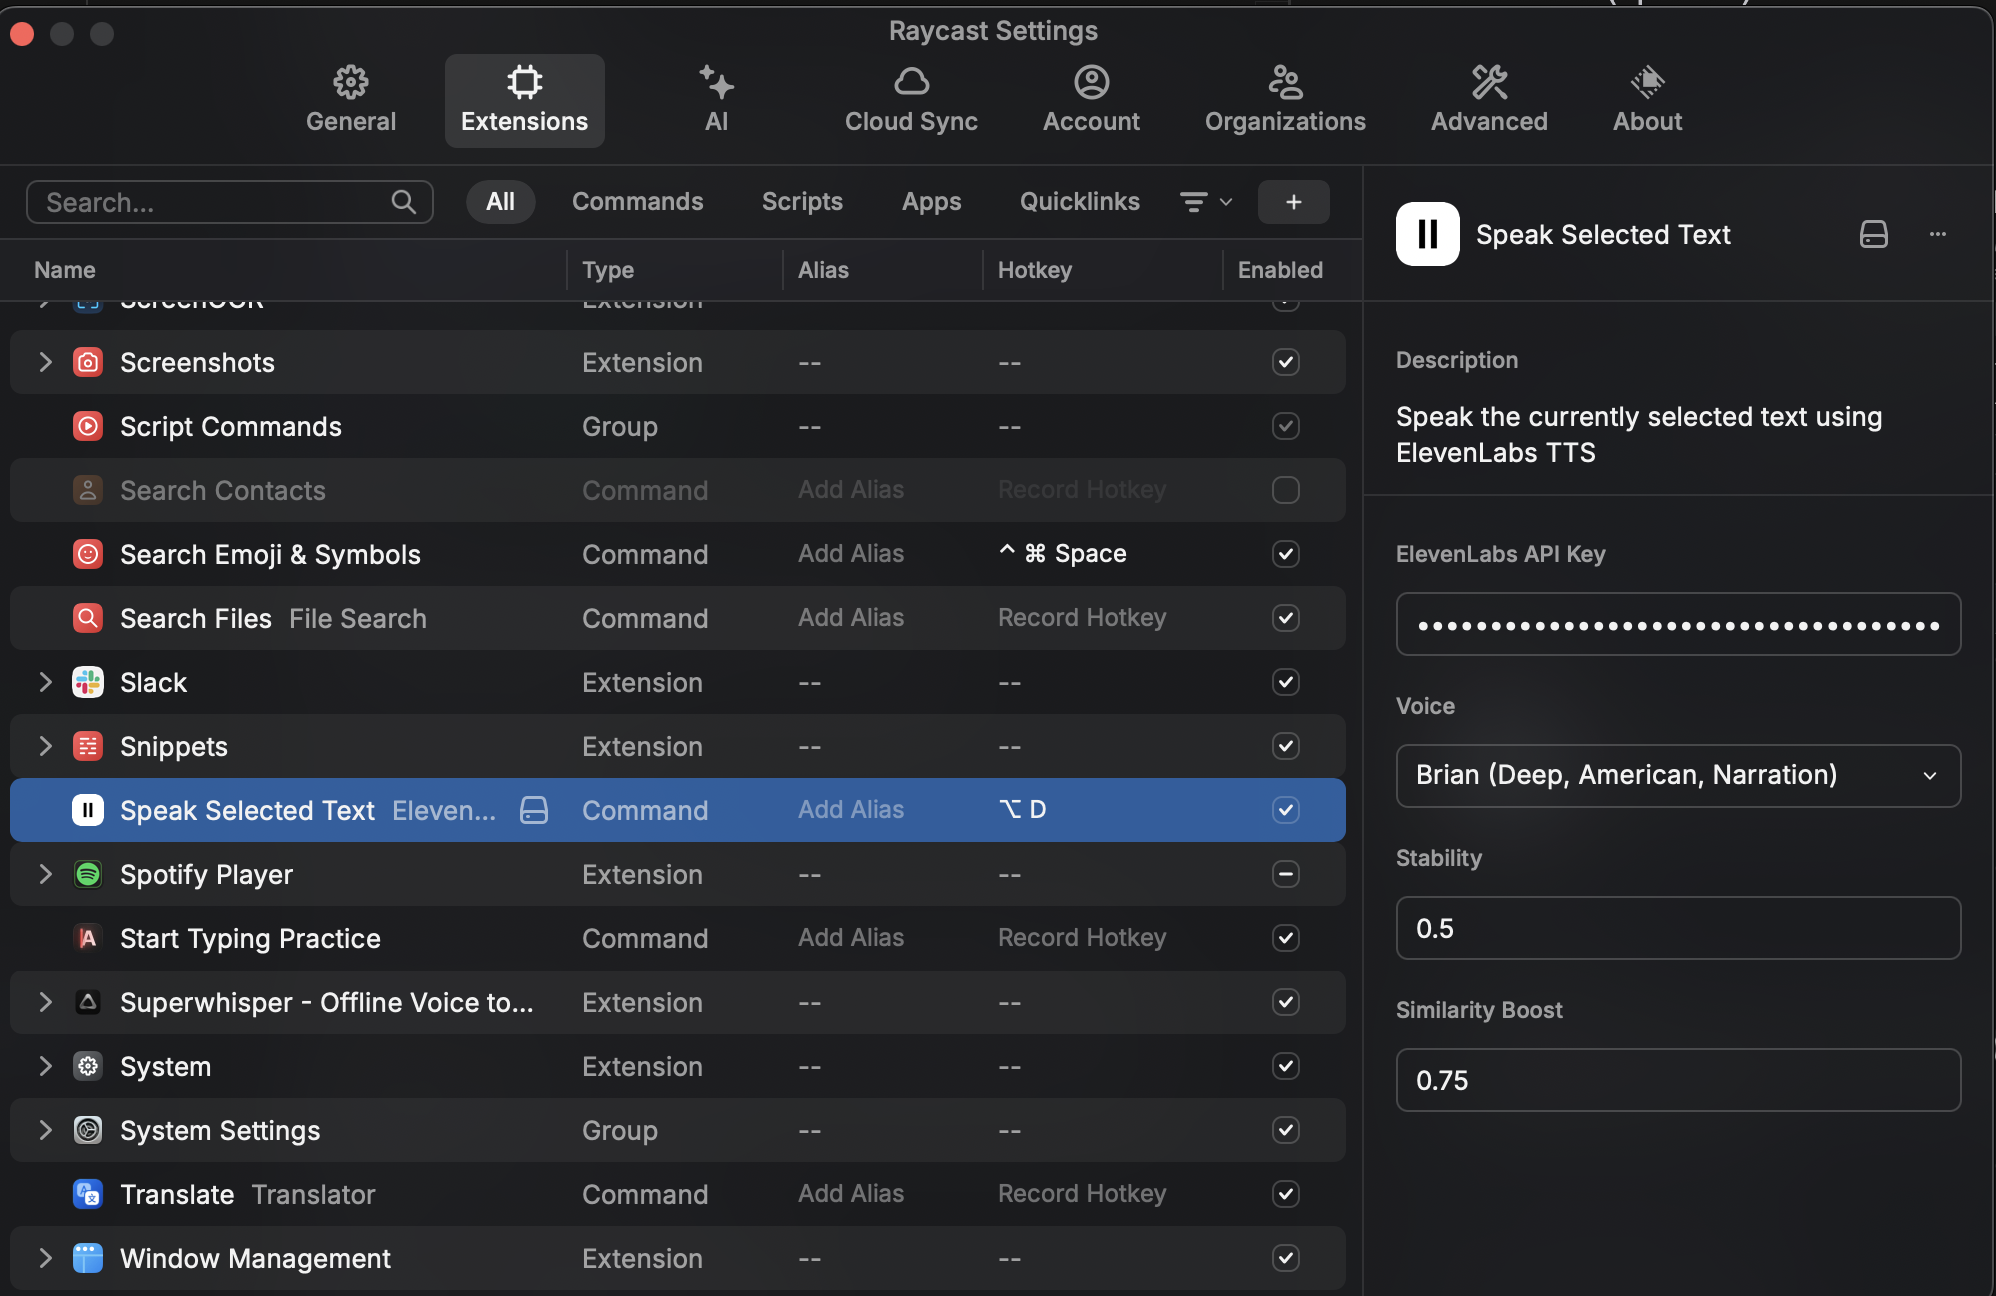 Raycast Settings
General
Extensions
AI
Cloud Sync
Account
Organizations
Advanced
About
Search...
All
Commands
Scripts
Apps
Quicklinks
+
Name
Type
Alias
Hotkey
Enabled
ScreenOCR Extension
Screenshots Extension -- --
Script Commands Group -- --
Search Contacts Command Add Alias Record Hotkey
Search Emoji & Symbols Command Add Alias ^ ⌘ Space
Search Files File Search Command Add Alias Record Hotkey
Slack Extension -- --
Snippets Extension -- --
Speak Selected Text Eleven... Command Add Alias ⌥ D
Spotify Player Extension -- --
Start Typing Practice Command Add Alias Record Hotkey
Superwhisper - Offline Voice to... Extension -- --
System Extension -- --
System Settings Group -- --
Translate Translator Command Add Alias Record Hotkey
Window Management Extension -- --
Speak Selected Text
Description
Speak the currently selected text using
ElevenLabs TTS
ElevenLabs API Key
••••••••••••••••••••••••••••••••••••
Voice
Brian (Deep, American, Narration)
Stability
0.5
Similarity Boost
0.75